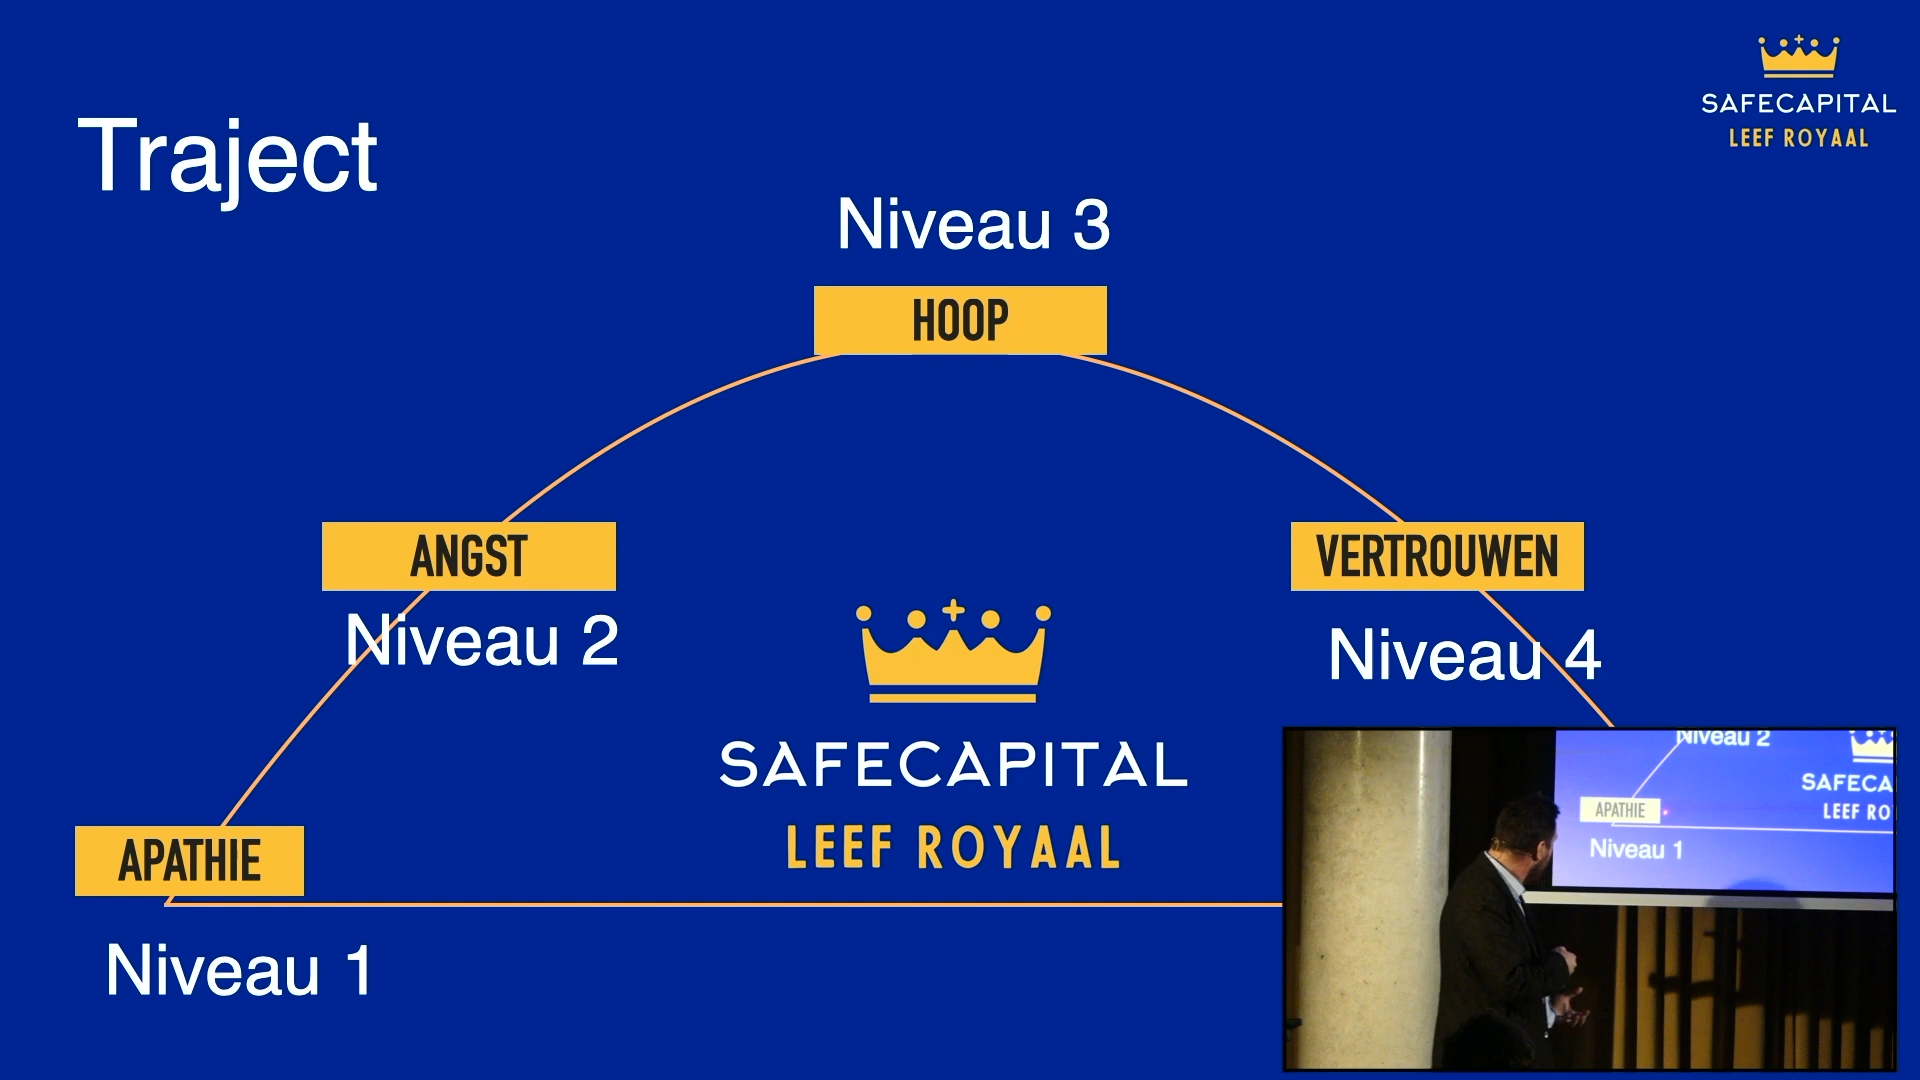 Traject
SAFECAPITAL
LEEF ROYAAL
Niveau 3
HOOP
ANGST
Niveau 2
VERTROUWEN
Niveau 4
SAFECAPITAL
LEEF ROYAAL
APATHIE
Niveau 1
Niveau 2
SAFECA
APATHIE
LEEF RO
Niveau 1